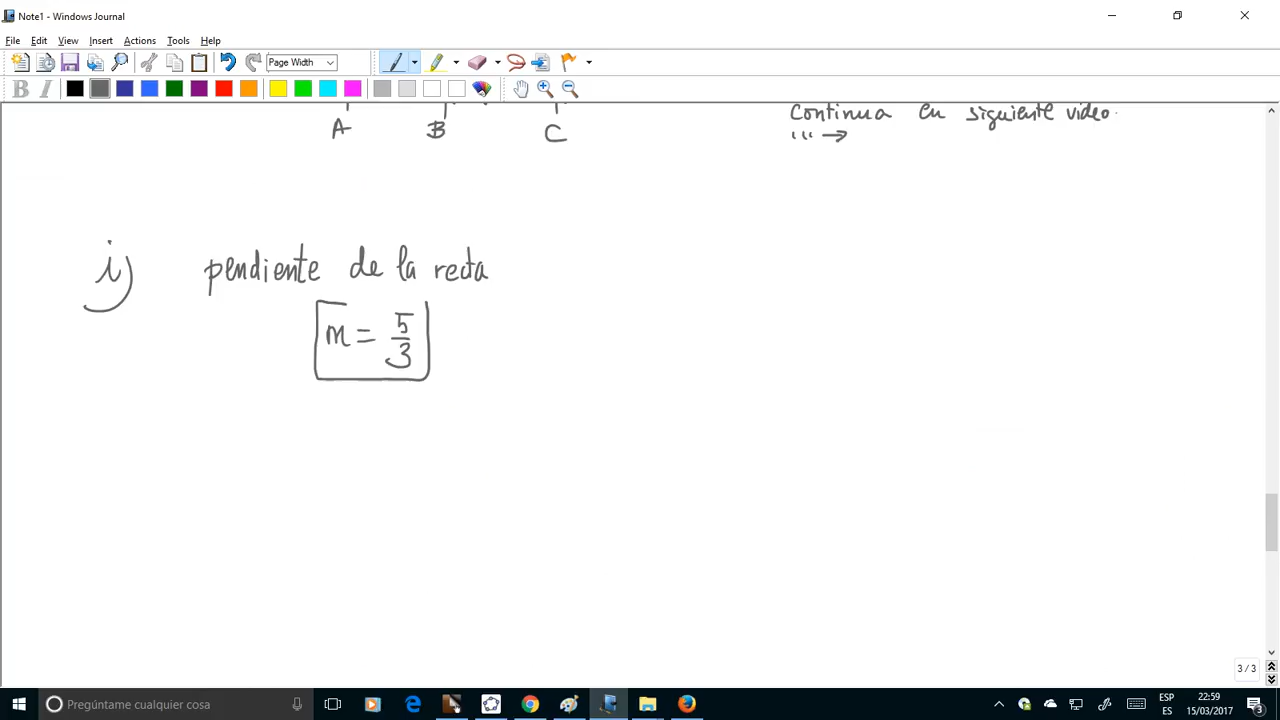 Note1 - Windows Journal
File Edit View Insert Actions Tools Help
Page Width
B I
A B C
Continua en siguiente video.
... →
i) pendiente de la recta
m = 5/3
3 / 3
Pregúntame cualquier cosa
ESP 22:59
ES 15/03/2017
3